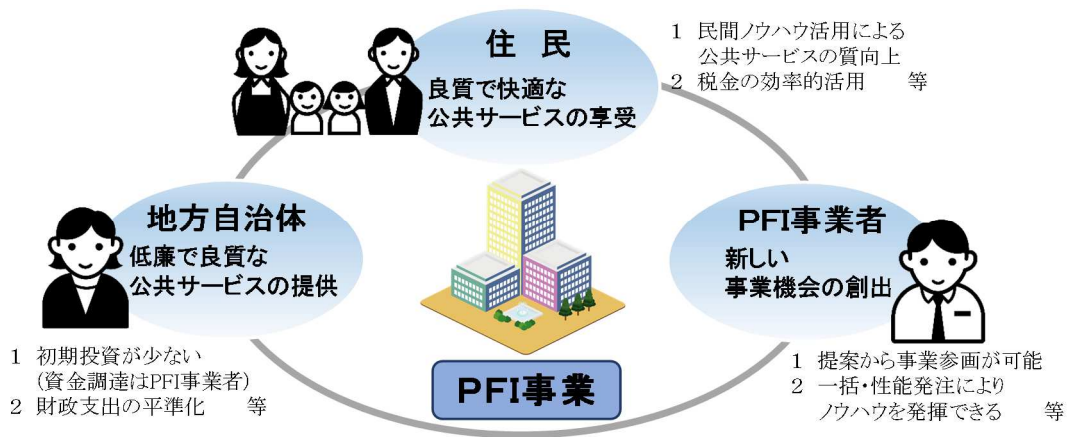 住 民
良質で快適な
公共サービスの享受
1 民間ノウハウ活用による
公共サービスの質向上
2 税金の効率的活用 等
地方自治体
低廉で良質な
公共サービスの提供
1 初期投資が少ない
(資金調達はPFI事業者)
2 財政支出の平準化 等
PFI事業者
新しい
事業機会の創出
1 提案から事業参画が可能
2 一括・性能発注により
ノウハウを発揮できる 等
PFI事業